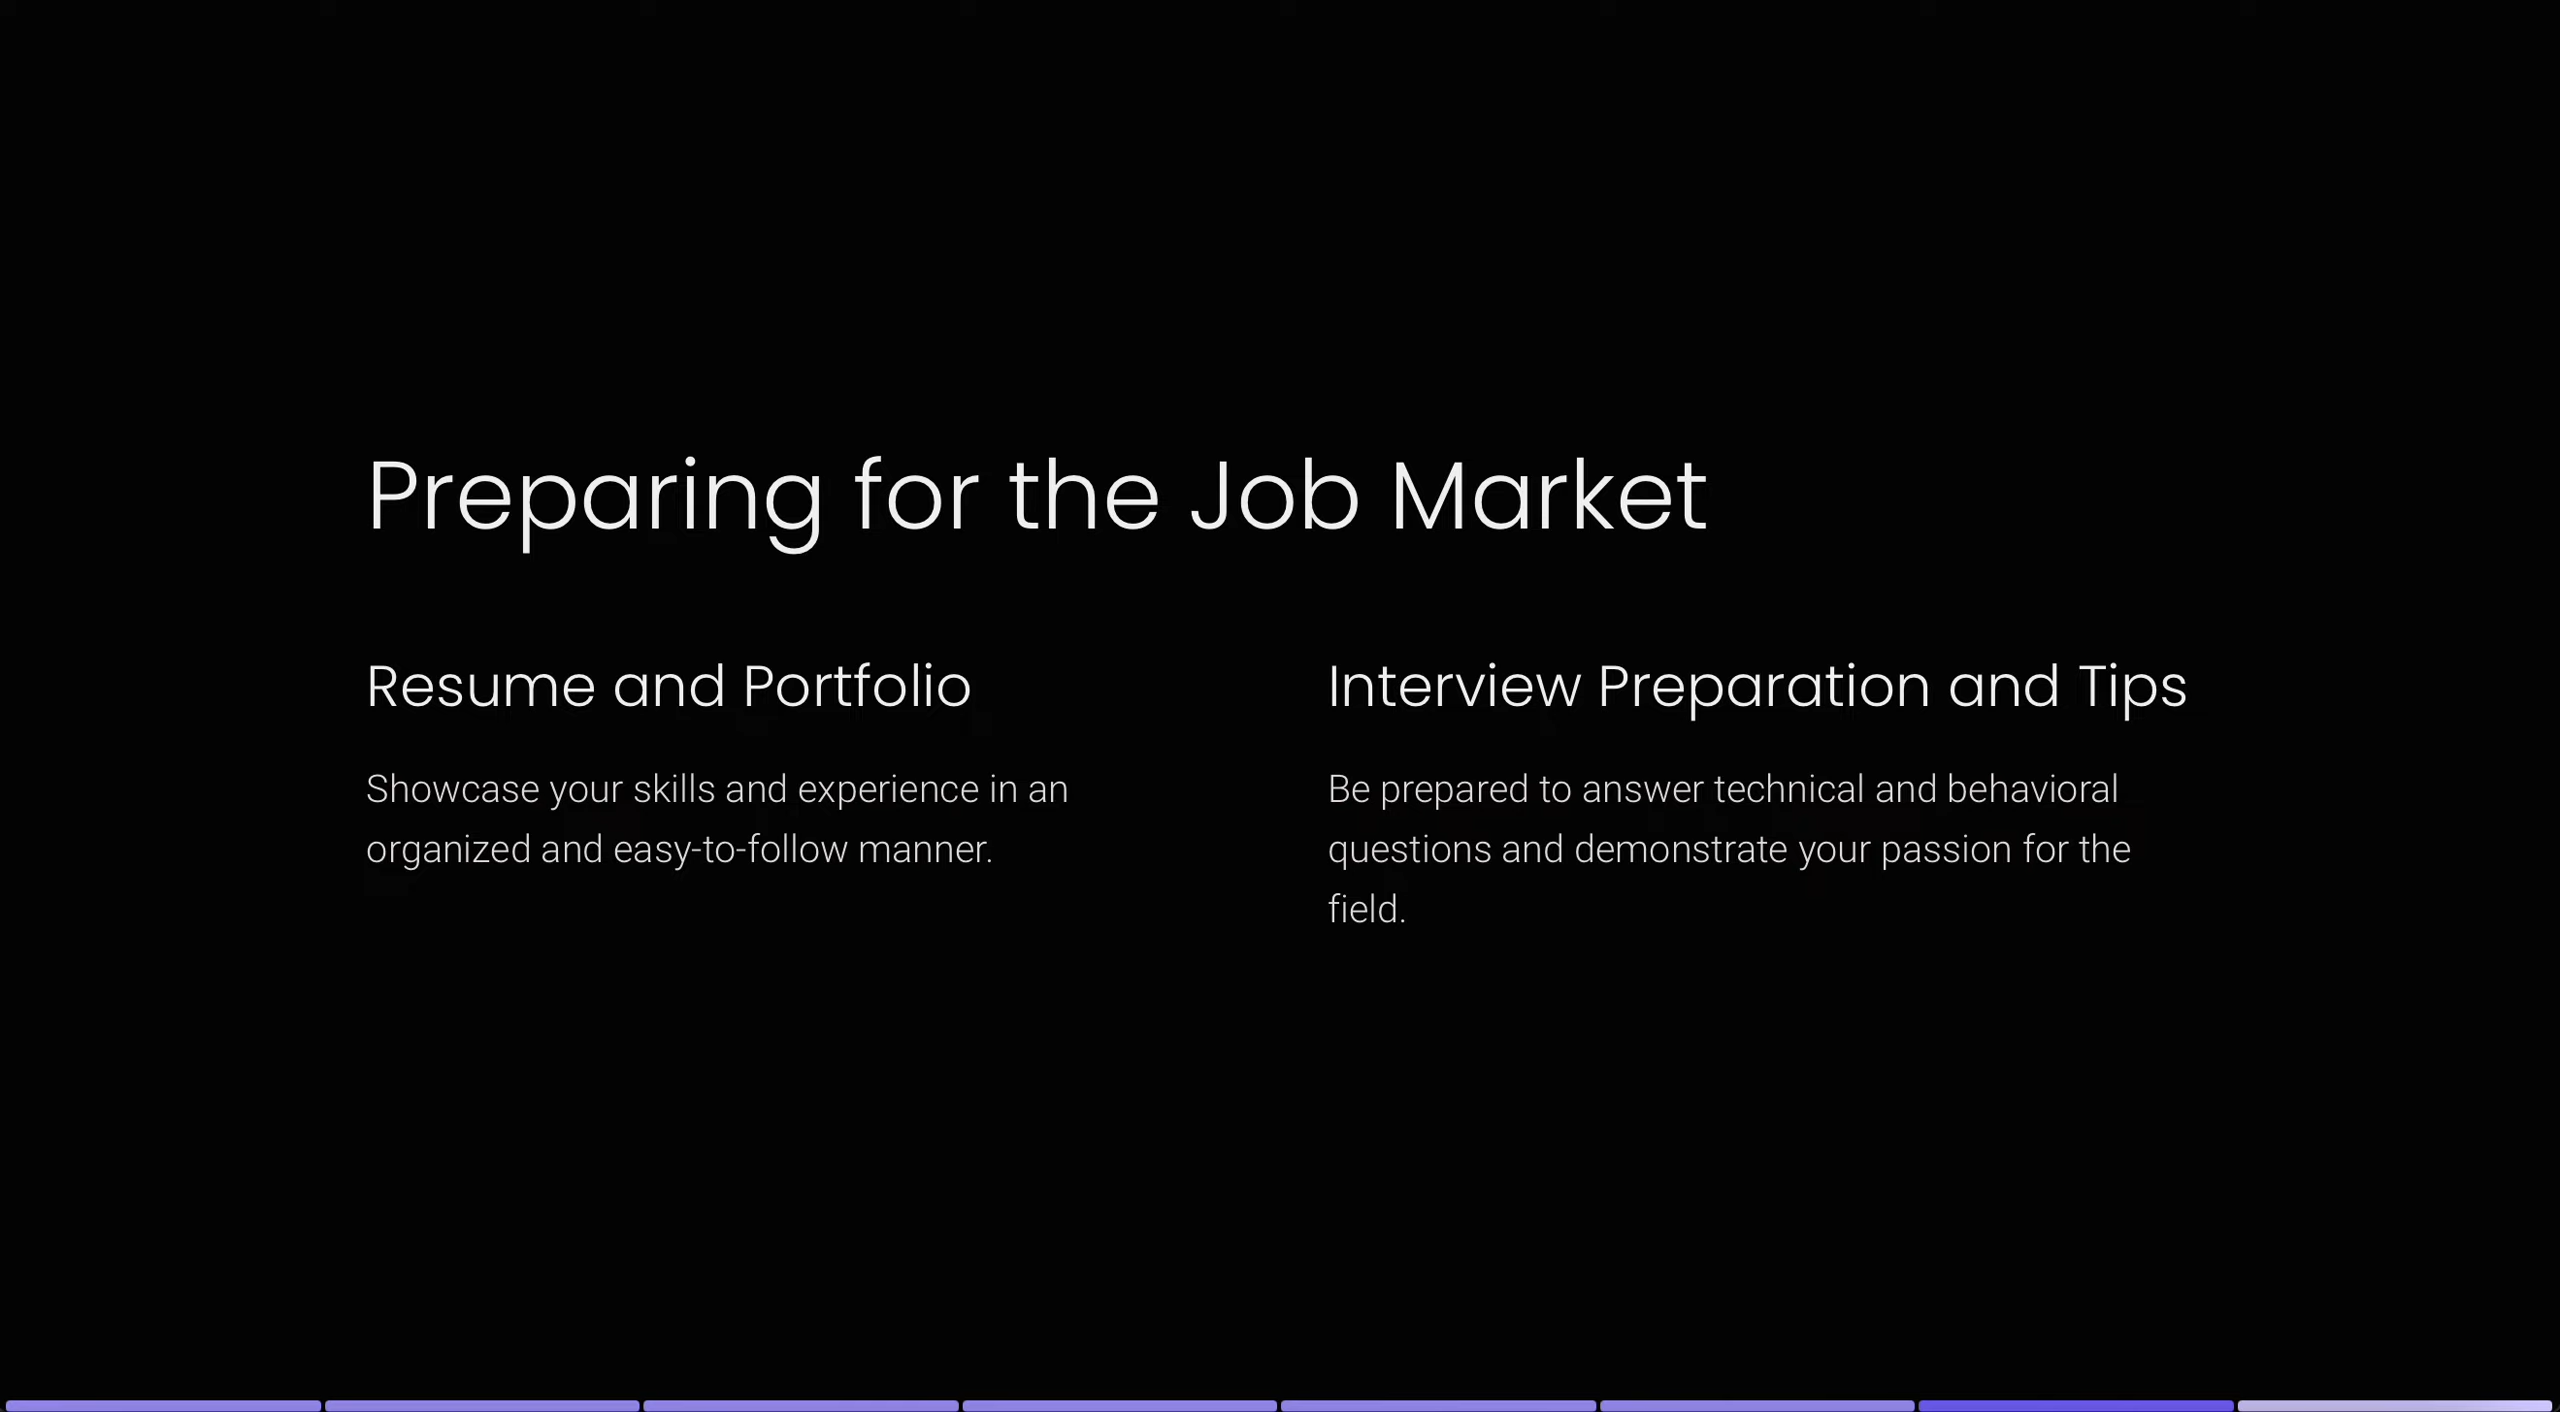 Preparing for the Job Market
Resume and Portfolio
Showcase your skills and experience in an
organized and easy-to-follow manner.
Interview Preparation and Tips
Be prepared to answer technical and behavioral
questions and demonstrate your passion for the
field.